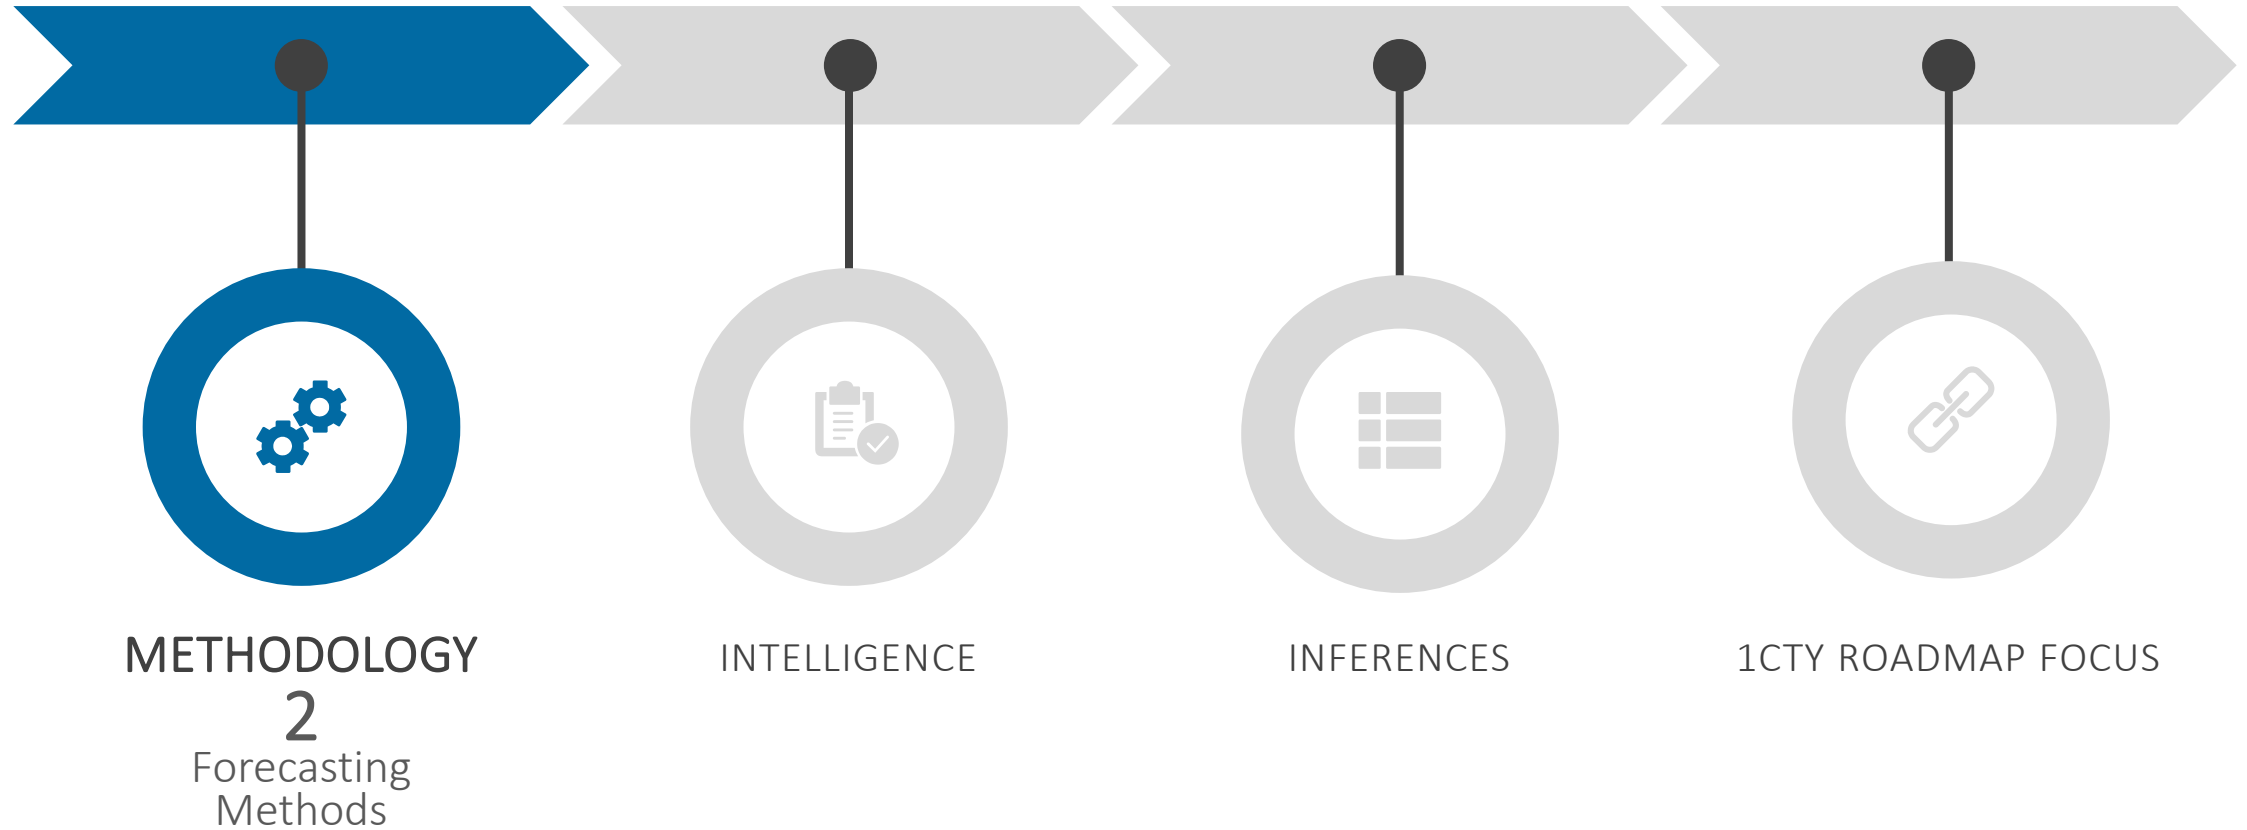 METHODOLOGY
2
Forecasting
Methods
INTELLIGENCE
INFERENCES
1CTY ROADMAP FOCUS